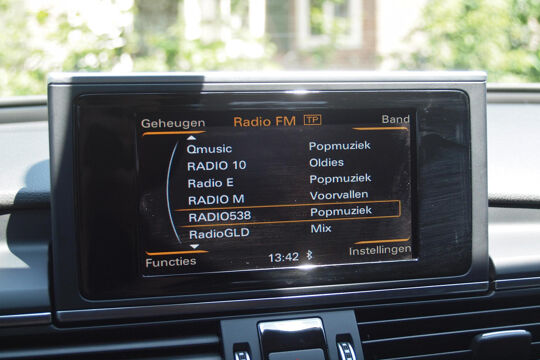 Geheugen Radio FM TP Band
Qmusic Popmuziek
RADIO 10 Oldies
Radio E Popmuziek
RADIO M Voorvallen
RADIO538 Popmuziek
RadioGLD Mix
Functies 13:42 Instellingen